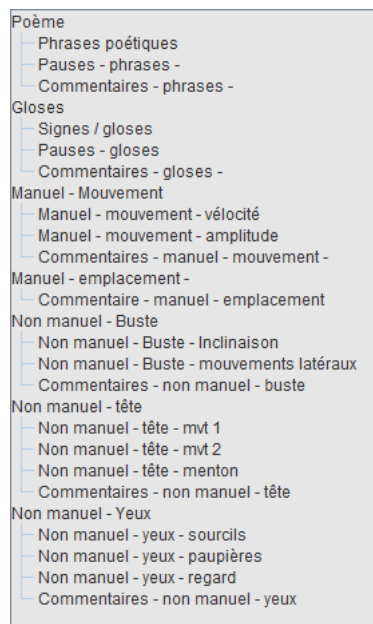 Poème
Phrases poétiques
Pauses - phrases -
Commentaires - phrases -
Gloses
Signes / gloses
Pauses - gloses
Commentaires - gloses -
Manuel - Mouvement
Manuel - mouvement - vélocité
Manuel - mouvement - amplitude
Commentaires - manuel - mouvement -
Manuel - emplacement -
Commentaire - manuel - emplacement
Non manuel - Buste
Non manuel - Buste - Inclinaison
Non manuel - Buste - mouvements latéraux
Commentaires - non manuel - buste
Non manuel - tête
Non manuel - tête - mvt 1
Non manuel - tête - mvt 2
Non manuel - tête - menton
Commentaires - non manuel - tête
Non manuel - Yeux
Non manuel - yeux - sourcils
Non manuel - yeux - paupières
Non manuel - yeux - regard
Commentaires - non manuel - yeux